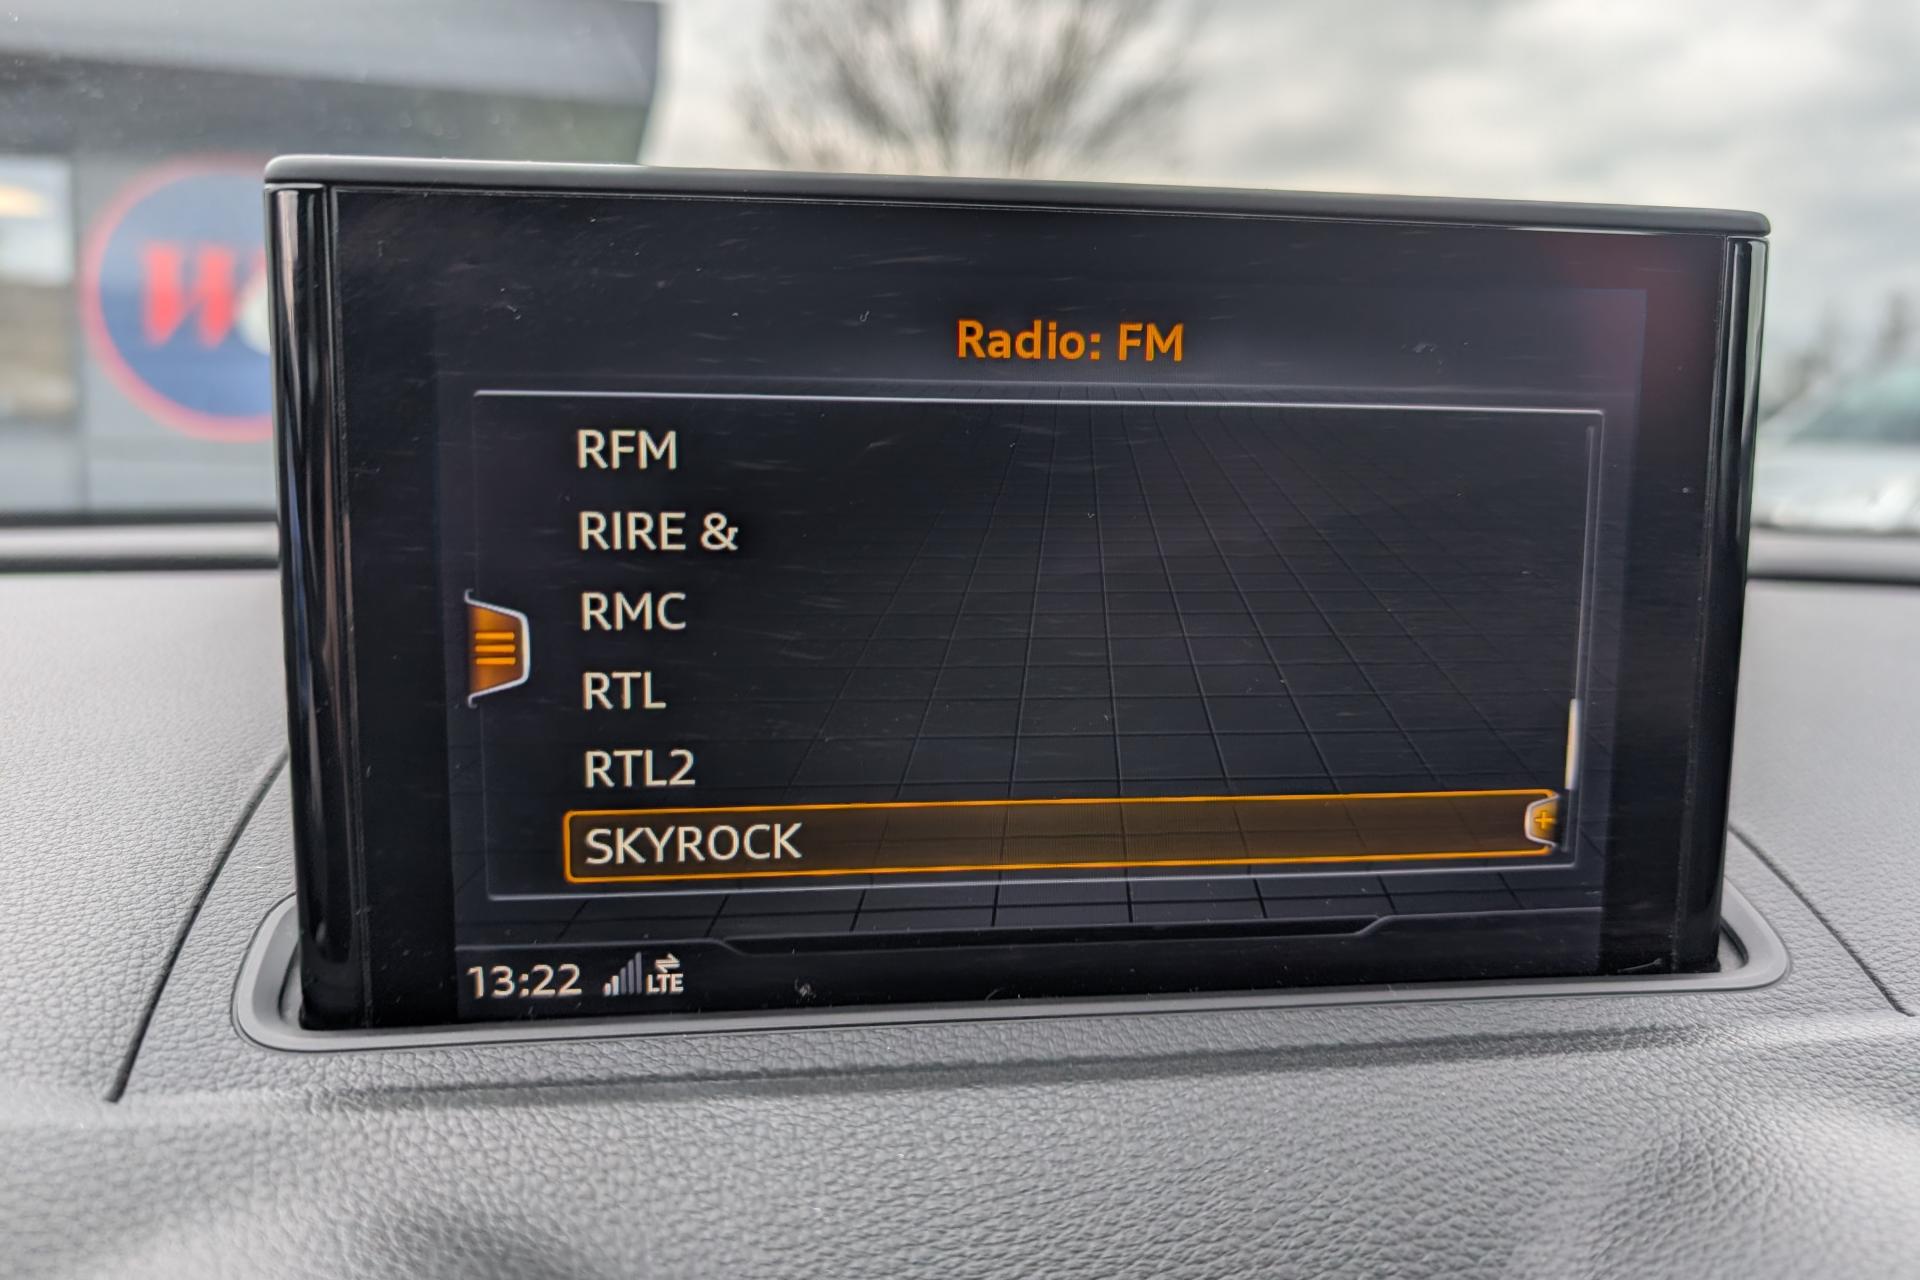 Radio: FM
RFM
RIRE &
RMC
RTL
RTL2
SKYROCK
13:22 LTE